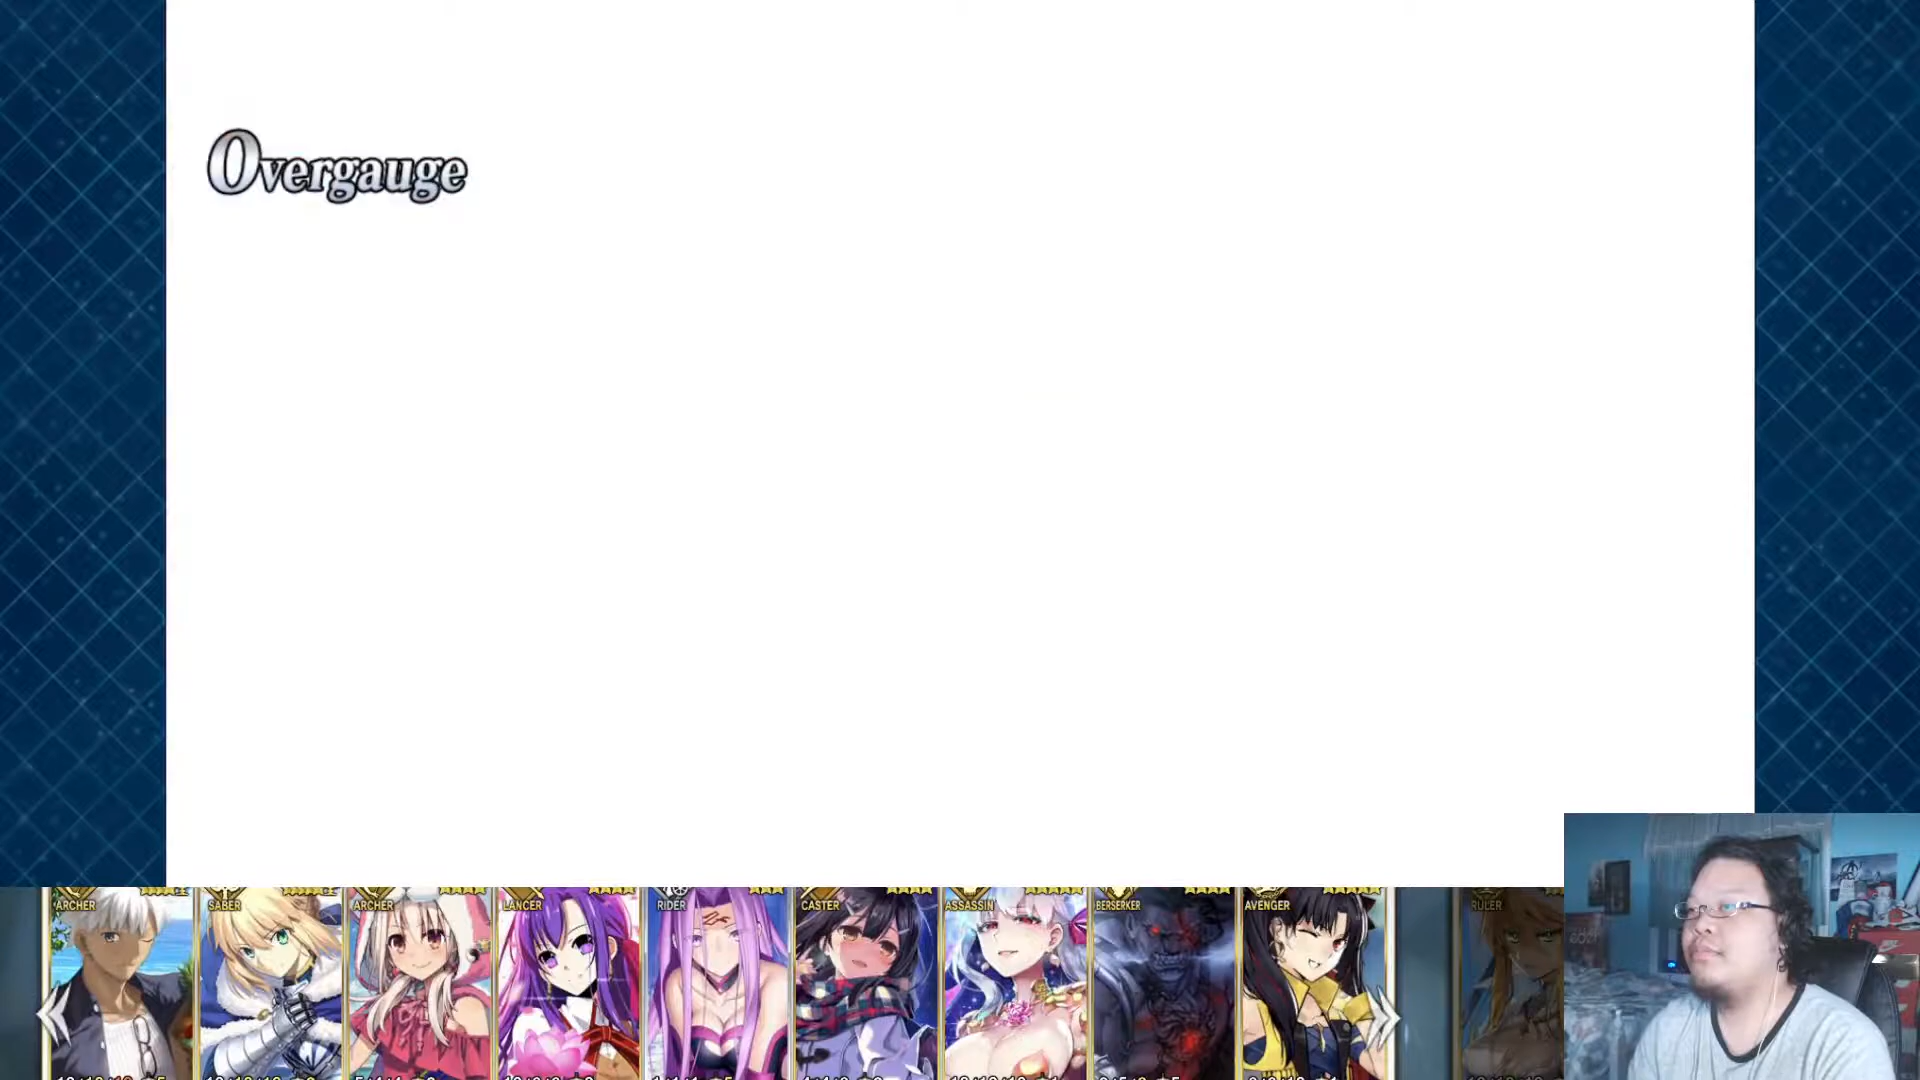 Overgauge
ARCHER
SABER
ARCHER
LANCER
RIDER
CASTER
ASSASSIN
BERSERKER
AVENGER
RULER